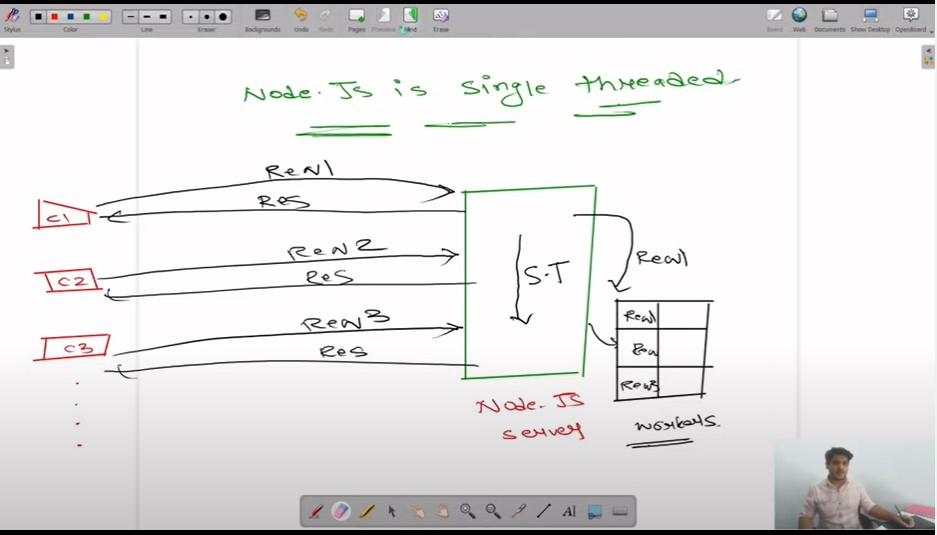 Stylus
Color
Line
Eraser
Backgrounds
Undo
Redo
Pages
Previous
Next
Erase
Board
Web
Documents
Show Desktop
OpenBoard
Node.Js is single threaded
Req1
Res
C1
Req2
Res
C2
Req3
Res
C3
S.T
Req1
Req1
Req
Req3
Node.JS
server
workers.
AI